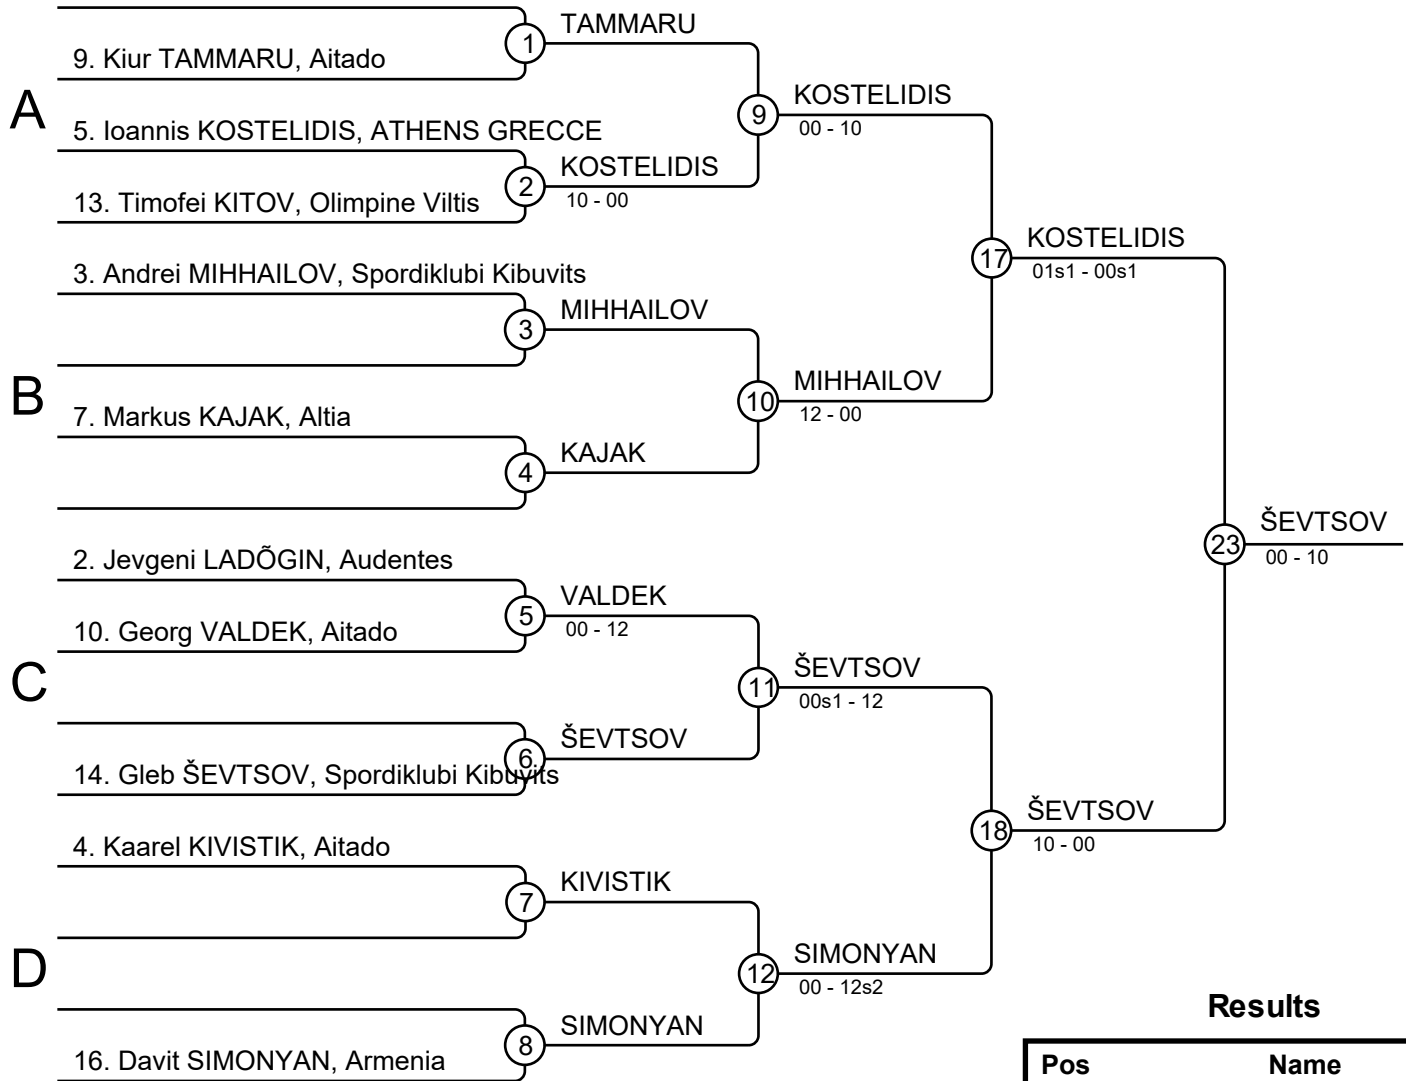 TAMMARU
1
9. Kiur TAMMARU, Aitado
A
KOSTELIDIS
9
00 - 10
5. Ioannis KOSTELIDIS, ATHENS GRECCE
KOSTELIDIS
2
10 - 00
13. Timofei KITOV, Olimpine Viltis
KOSTELIDIS
17
01s1 - 00s1
3. Andrei MIHHAILOV, Spordiklubi Kibuvits
MIHHAILOV
3
B
MIHHAILOV
10
12 - 00
7. Markus KAJAK, Altia
KAJAK
4
ŠEVTSOV
23
00 - 10
2. Jevgeni LADÕGIN, Audentes
VALDEK
5
00 - 12
10. Georg VALDEK, Aitado
C
ŠEVTSOV
11
00s1 - 12
ŠEVTSOV
6
14. Gleb ŠEVTSOV, Spordiklubi Kibuvits
ŠEVTSOV
18
10 - 00
4. Kaarel KIVISTIK, Aitado
KIVISTIK
7
D
SIMONYAN
12
00 - 12s2
SIMONYAN
8
16. Davit SIMONYAN, Armenia
Results
Pos Name